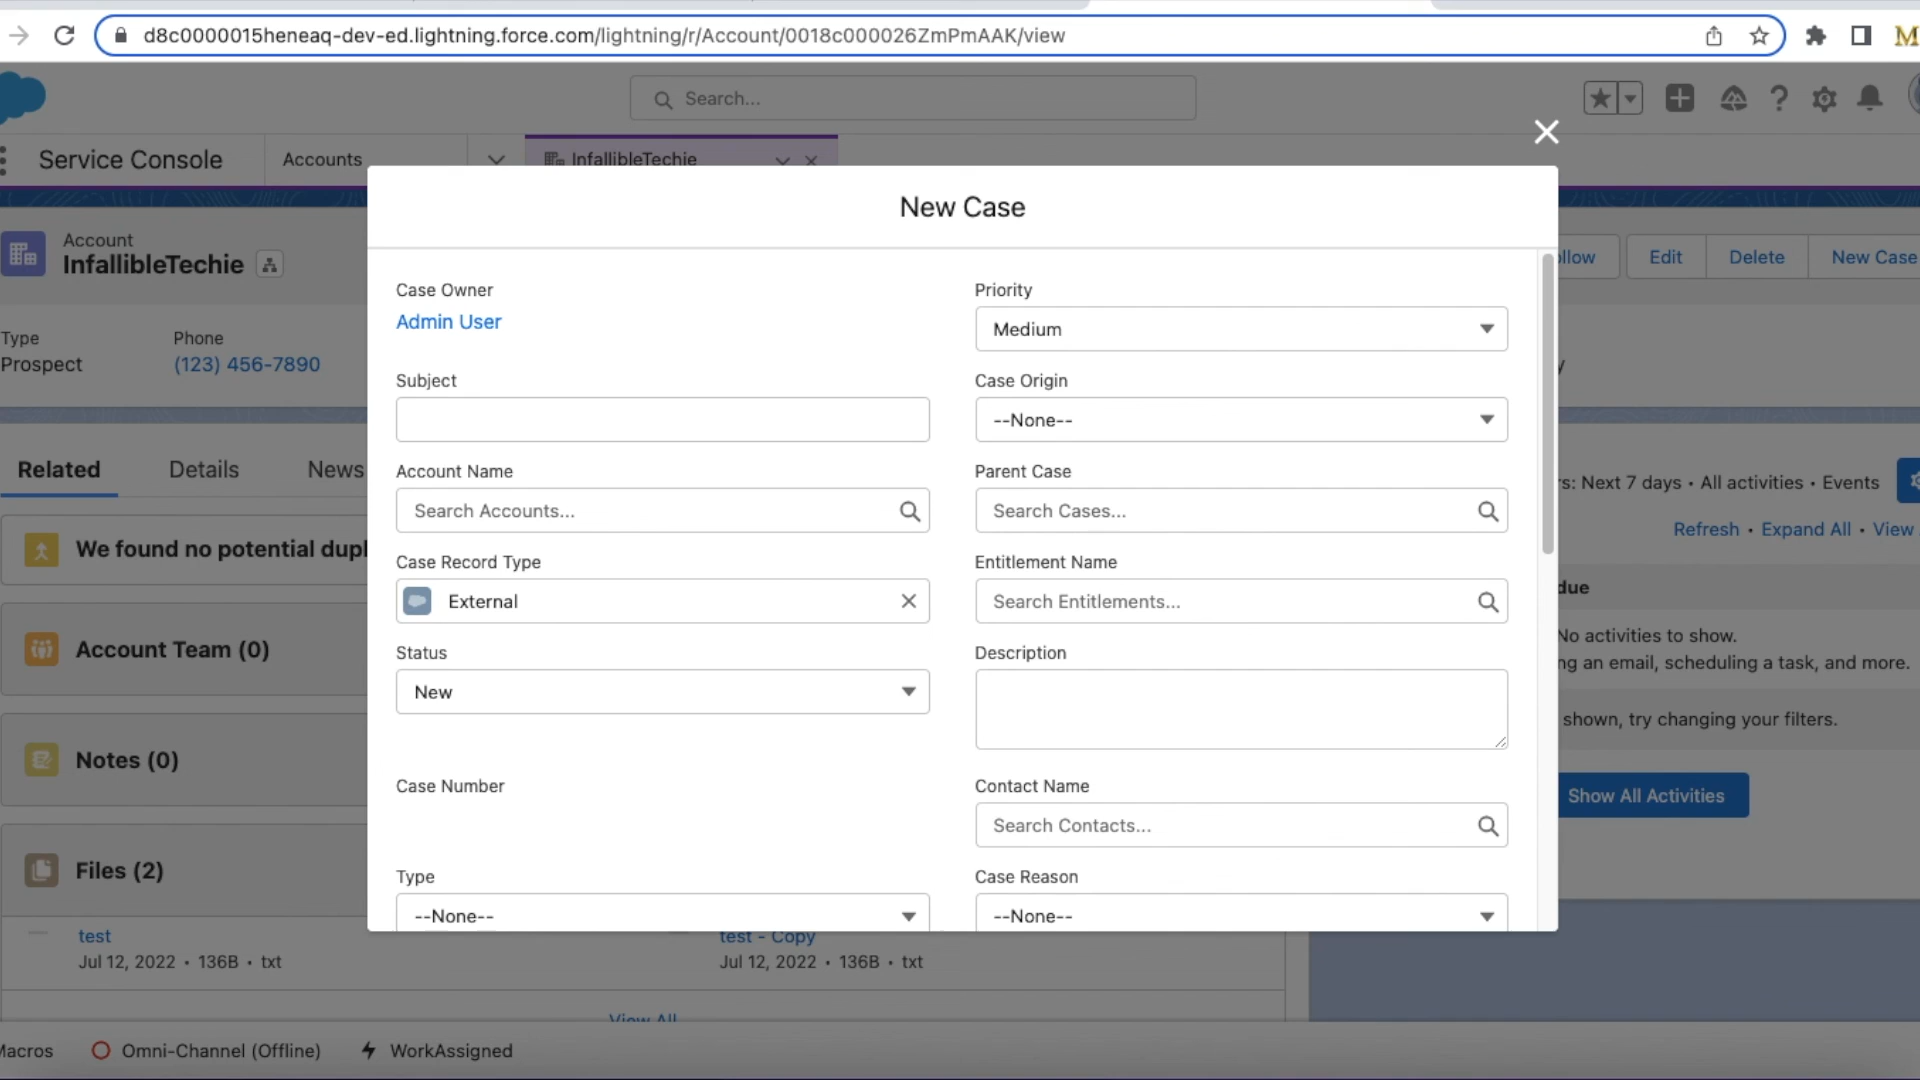 d8c0000015heneaq-dev-ed.lightning.force.com/lightning/r/Account/0018c000026ZmPmAAK/view
Search...
Service Console
Accounts
InfallibleTechie
New Case
Account
InfallibleTechie
Edit
Delete
New Case
Type
Prospect
Phone
(123) 456-7890
Case Owner
Admin User
Priority
Medium
Subject
Case Origin
--None--
Related
Details
News
Account Name
Search Accounts...
Parent Case
Search Cases...
Next 7 days • All activities • Events
Refresh • Expand All • View
We found no potential
Case Record Type
External
Entitlement Name
Search Entitlements...
Account Team (0)
Status
New
Description
No activities to show.
an email, scheduling a task, and more.
shown, try changing your filters.
Notes (0)
Case Number
Contact Name
Search Contacts...
Show All Activities
Files (2)
Type
--None--
Case Reason
--None--
test
Jul 12, 2022 • 136B • txt
test - Copy
Jul 12, 2022 • 136B • txt
View All
Omni-Channel (Offline)
WorkAssigned